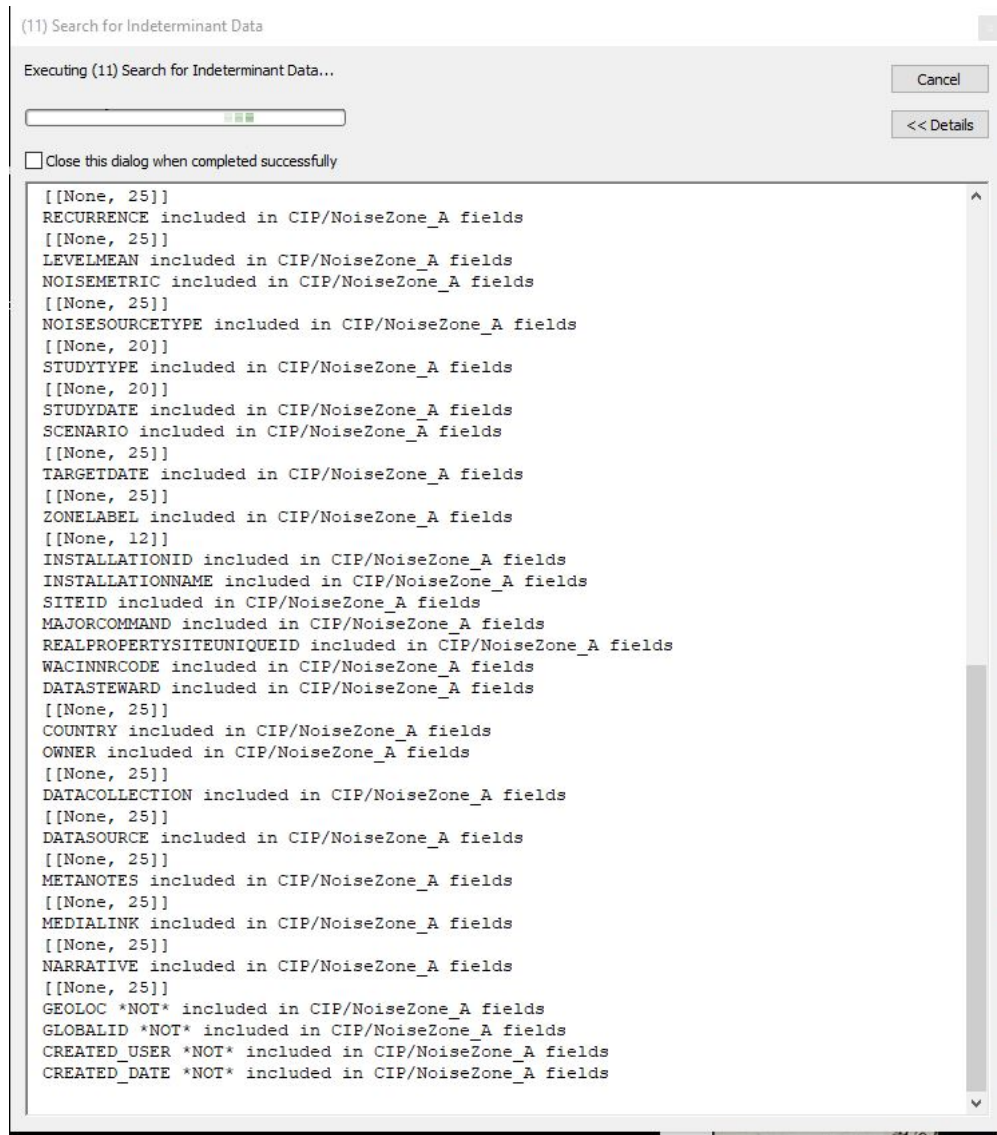 (11) Search for Indeterminant Data
Executing (11) Search for Indeterminant Data...
Cancel
<< Details
Close this dialog when completed successfully
[[None, 25]]
RECURRENCE included in CIP/NoiseZone_A fields
[[None, 25]]
LEVELMEAN included in CIP/NoiseZone_A fields
NOISEMETRIC included in CIP/NoiseZone_A fields
[[None, 25]]
NOISESOURCETYPE included in CIP/NoiseZone_A fields
[[None, 20]]
STUDYTYPE included in CIP/NoiseZone_A fields
[[None, 20]]
STUDYDATE included in CIP/NoiseZone_A fields
SCENARIO included in CIP/NoiseZone_A fields
[[None, 25]]
TARGETDATE included in CIP/NoiseZone_A fields
[[None, 25]]
ZONELABEL included in CIP/NoiseZone_A fields
[[None, 12]]
INSTALLATIONID included in CIP/NoiseZone_A fields
INSTALLATIONNAME included in CIP/NoiseZone_A fields
SITEID included in CIP/NoiseZone_A fields
MAJORCOMMAND included in CIP/NoiseZone_A fields
REALPROPERTYSITEUNIQUEID included in CIP/NoiseZone_A fields
WACINNRCODE included in CIP/NoiseZone_A fields
DATASTEWARD included in CIP/NoiseZone_A fields
[[None, 25]]
COUNTRY included in CIP/NoiseZone_A fields
OWNER included in CIP/NoiseZone_A fields
[[None, 25]]
DATACOLLECTION included in CIP/NoiseZone_A fields
[[None, 25]]
DATASOURCE included in CIP/NoiseZone_A fields
[[None, 25]]
METANOTES included in CIP/NoiseZone_A fields
[[None, 25]]
MEDIALINK included in CIP/NoiseZone_A fields
[[None, 25]]
NARRATIVE included in CIP/NoiseZone_A fields
[[None, 25]]
GEOLOC *NOT* included in CIP/NoiseZone_A fields
GLOBALID *NOT* included in CIP/NoiseZone_A fields
CREATED_USER *NOT* included in CIP/NoiseZone_A fields
CREATED_DATE *NOT* included in CIP/NoiseZone_A fields